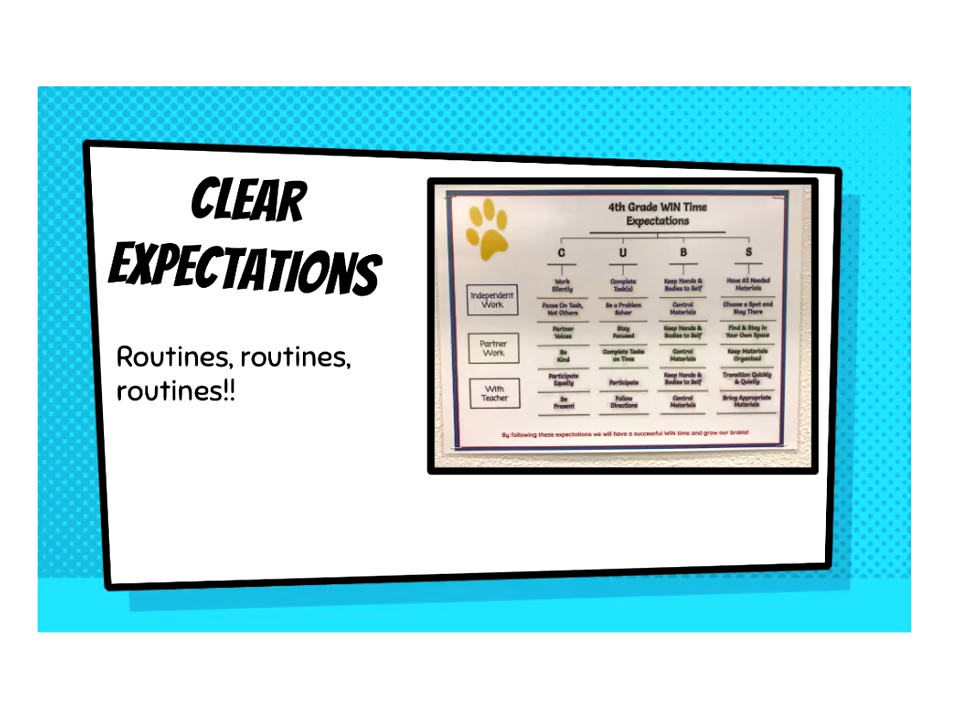 CLEAR
EXPECTATIONS
Routines, routines,
routines!!
4th Grade WIN Time
Expectations
C U B S
Independent
Work
Work
Silently
Complete
Task(s)
Keep Hands &
Bodies to Self
Have All Needed
Materials
Focus On Task,
Not Others
Be a Problem
Solver
Control
Materials
Choose a Spot and
Stay There
Partner
Work
Partner
Voices
Stay
Focused
Keep Hands &
Bodies to Self
Find & Stay in
Your Own Space
Be
Kind
Complete Tasks
on Time
Control
Materials
Keep Materials
Organized
With
Teacher
Participate
Equally
Participate
Keep Hands &
Bodies to Self
Transition Quickly
& Quietly
Be
Present
Follow
Directions
Control
Materials
Bring Appropriate
Materials
By following these expectations we will have a successful WIN time and grow our brains!